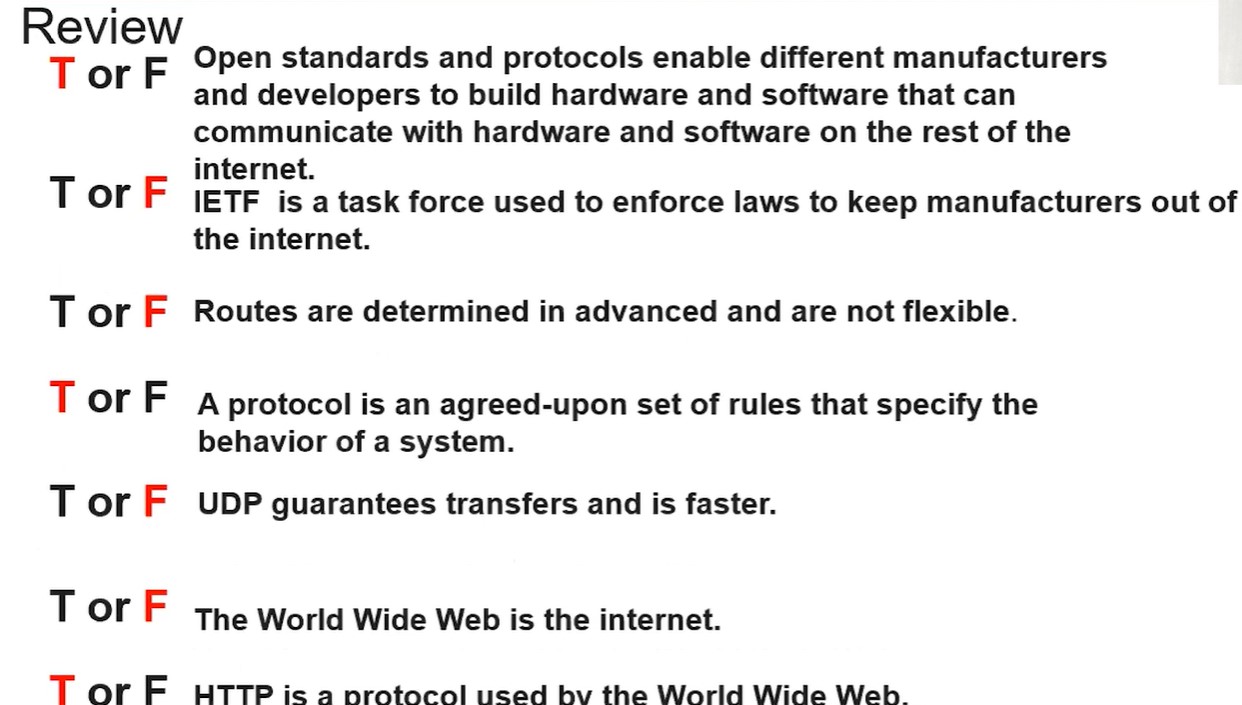 Review
T or F Open standards and protocols enable different manufacturers
and developers to build hardware and software that can
communicate with hardware and software on the rest of the
internet.
T or F IETF is a task force used to enforce laws to keep manufacturers out of
the internet.
T or F Routes are determined in advanced and are not flexible.
T or F A protocol is an agreed-upon set of rules that specify the
behavior of a system.
T or F UDP guarantees transfers and is faster.
T or F The World Wide Web is the internet.
T or F HTTP is a protocol used by the World Wide Web.